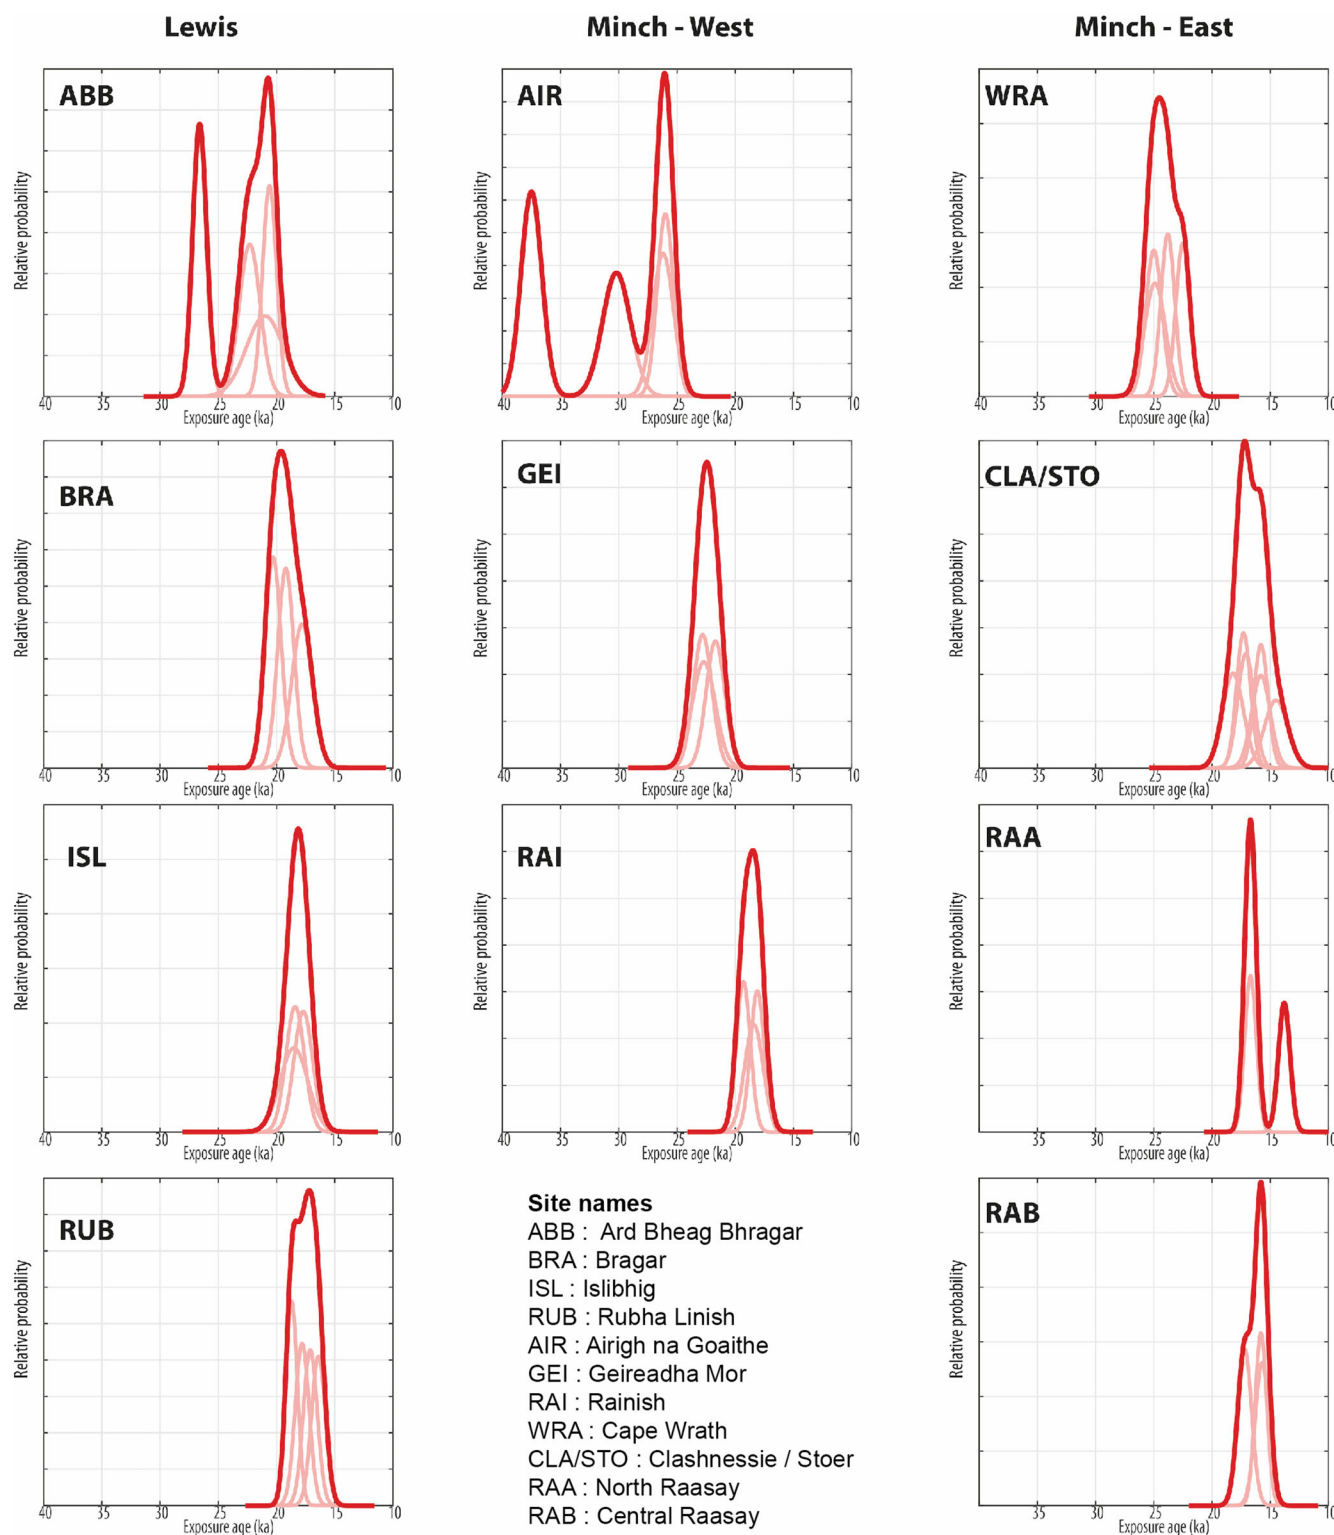 Lewis
Minch - West
Minch - East
ABB
Relative probability
40 35 30 25 20 15 10
Exposure age (ka)
AIR
Relative probability
40 35 30 25 20 15 10
Exposure age (ka)
WRA
Relative probability
40 35 30 25 20 15 10
Exposure age (ka)
BRA
Relative probability
40 35 30 25 20 15 10
Exposure age (ka)
GEI
Relative probability
40 35 30 25 20 15 10
Exposure age (ka)
CLA/STO
Relative probability
40 35 30 25 20 15 10
Exposure age (ka)
ISL
Relative probability
40 35 30 25 20 15 10
Exposure age (ka)
RAI
Relative probability
40 35 30 25 20 15 10
Exposure age (ka)
RAA
Relative probability
35 30 25 20 15 10
Exposure age (ka)
RUB
Relative probability
40 35 30 25 20 15 10
Exposure age (ka)
Site names
ABB : Ard Bheag Bhragar
BRA : Bragar
ISL : Islibhig
RUB : Rubha Linish
AIR : Airigh na Goaithe
GEI : Geireadha Mor
RAI : Rainish
WRA : Cape Wrath
CLA/STO : Clashnessie / Stoer
RAA : North Raasay
RAB : Central Raasay
RAB
Relative probability
40 35 30 25 20 15 10
Exposure age (ka)